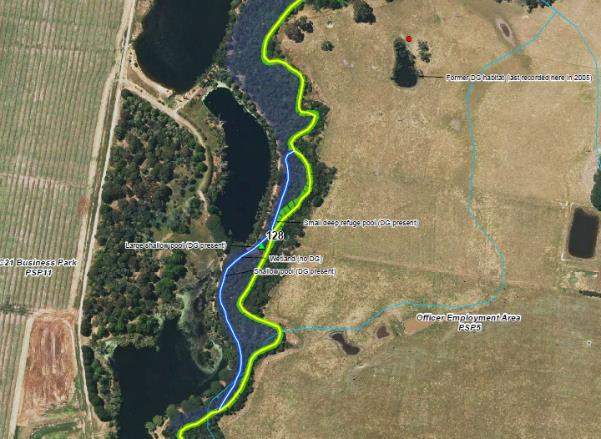 Former DG habitat (last recorded here in 2005)
Small deep refuge pool (DG present)
128
Large shallow pool (DG present)
Wetland (no DG)
Shallow pool (DG present)
C21 Business Park
PSP11
Officer Employment Area
PSP5